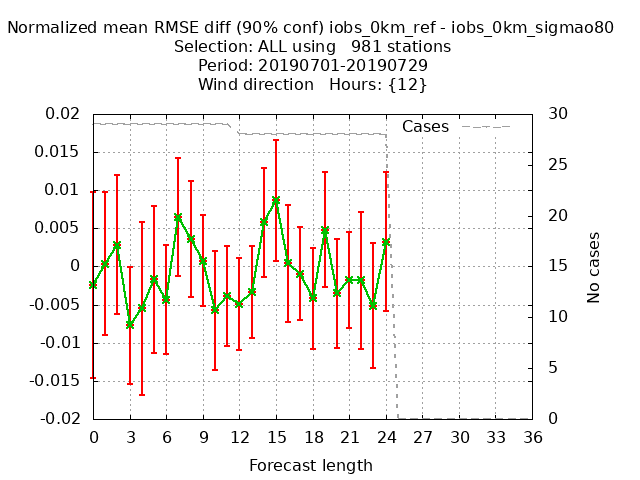 Normalized mean RMSE diff (90% conf) iobs_0km_ref - iobs_0km_sigmao80
Selection: ALL using   981 stations
Period: 20190701-20190729
Wind direction   Hours: {12}
0.02
0.015
0.01
0.005
0
-0.005
-0.01
-0.015
-0.02
Cases
30
25
20
15
10
5
0
No cases
0 3 6 9 12 15 18 21 24 27 30 33 36
Forecast length